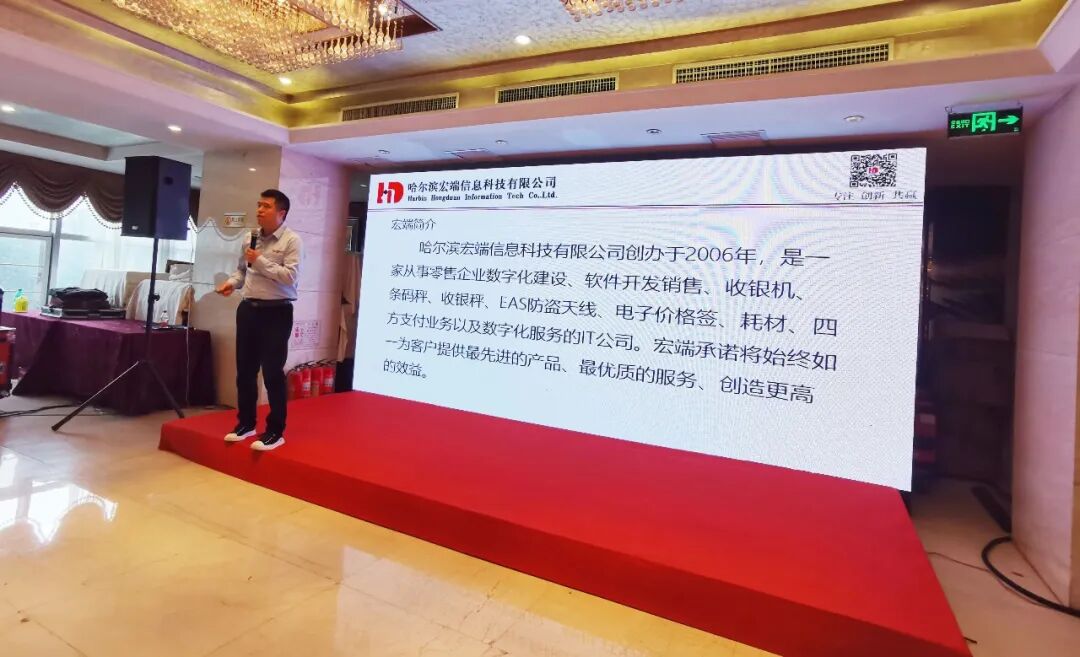 哈尔滨宏端信息科技有限公司
Harbin Hongduan Information Tech Co.,Ltd.
专注 创新 共赢
宏端简介
哈尔滨宏端信息科技有限公司创办于2006年，是一
家从事零售企业数字化建设、软件开发销售、收银机、
条码秤、收银秤、EAS防盗天线、电子价格签、耗材、四
方支付业务以及数字化服务的IT公司。宏端承诺将始终如
一为客户提供最先进的产品、最优质的服务、创造更高
的效益。
EXIT